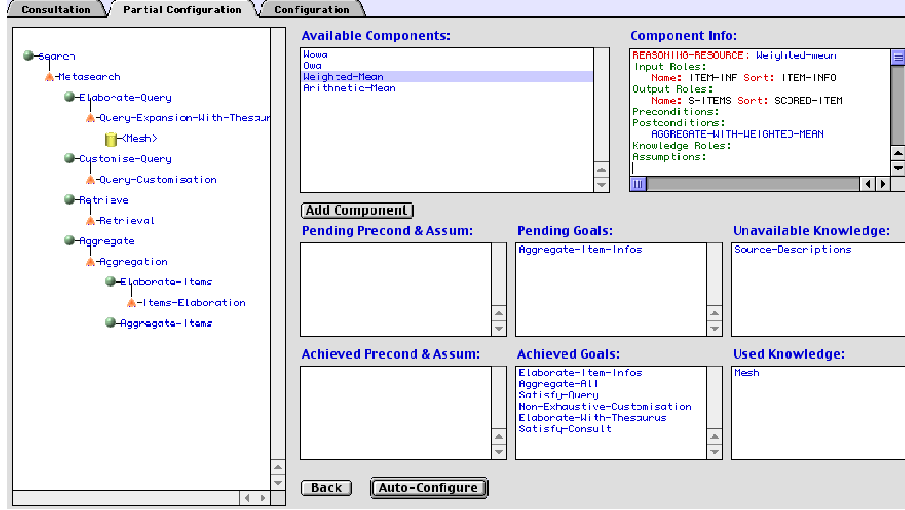 Consultation
Partial Configuration
Configuration
Search
Metasearch
Elaborate-Query
Query-Expansion-With-Thesaur
<Mesh>
Customise-Query
Query-Customisation
Retrieve
Retrieval
Aggregate
Aggregation
Elaborate-Items
Items-Elaboration
Aggregate-Items
Available Components:
Wowa
Owa
Weighted-Mean
Arithmetic-Mean
Component Info:
REASONING-RESOURCE: Weighted-mean
Input Roles:
Name: ITEM-INF Sort: ITEM-INFO
Output Roles:
Name: S-ITEMS Sort: SCORED-ITEM
Preconditions:
Postconditions:
AGGREGATE-WITH-WEIGHTED-MEAN
Knowledge Roles:
Assumptions:
Add Component
Pending Precond & Assum:
Pending Goals:
Aggregate-Item-Infos
Unavailable Knowledge:
Source-Descriptions
Achieved Precond & Assum:
Achieved Goals:
Elaborate-Item-Infos
Aggregate-All
Satisfy-Query
Non-Exhaustive-Customisation
Elaborate-With-Thesaurus
Satisfy-Consult
Used Knowledge:
Mesh
Back
Auto-Configure